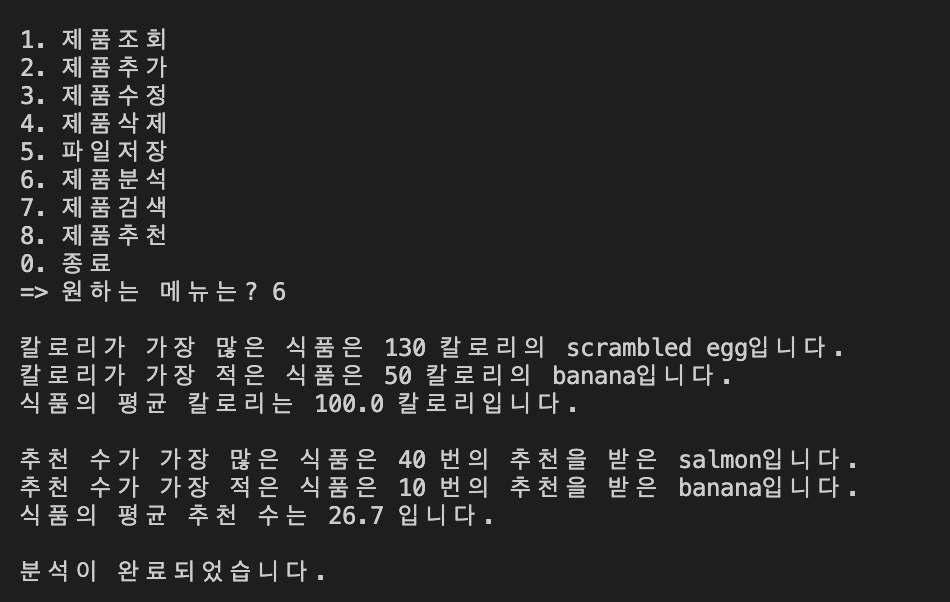 1. 제품조회
2. 제품추가
3. 제품수정
4. 제품삭제
5. 파일저장
6. 제품분석
7. 제품검색
8. 제품추천
0. 종료
=> 원하는 메뉴는? 6
칼로리가 가장 많은 식품은 130 칼로리의 scrambled egg입니다.
칼로리가 가장 적은 식품은 50 칼로리의 banana입니다.
식품의 평균 칼로리는 100.0 칼로리입니다.
추천 수가 가장 많은 식품은 40 번의 추천을 받은 salmon입니다.
추천 수가 가장 적은 식품은 10 번의 추천을 받은 banana입니다.
식품의 평균 추천 수는 26.7 입니다.
분석이 완료되었습니다.